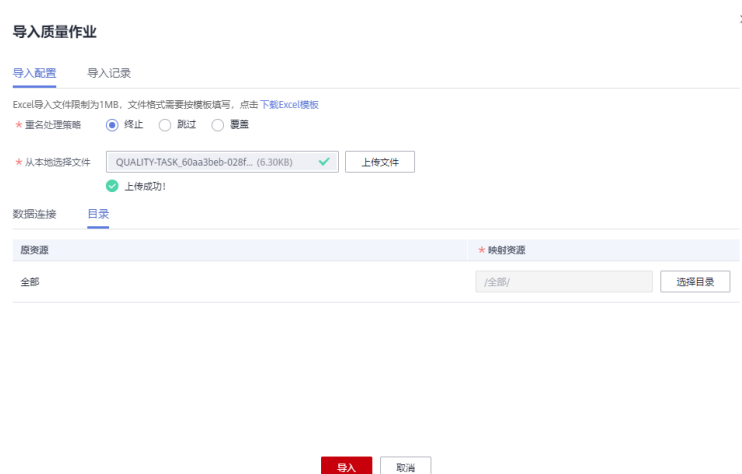 导入质量作业
导入配置 导入记录
Excel导入文件限制为1MB，文件格式需要按模板填写，点击 下载Excel模板
* 重名处理策略 终止 跳过 覆盖
* 从本地选择文件 QUALITY-TASK_60aa3beb-028f... (6.30KB) 上传文件
上传成功!
数据连接 目录
原资源 * 映射资源
全部 /全部/ 选择目录
导入 取消